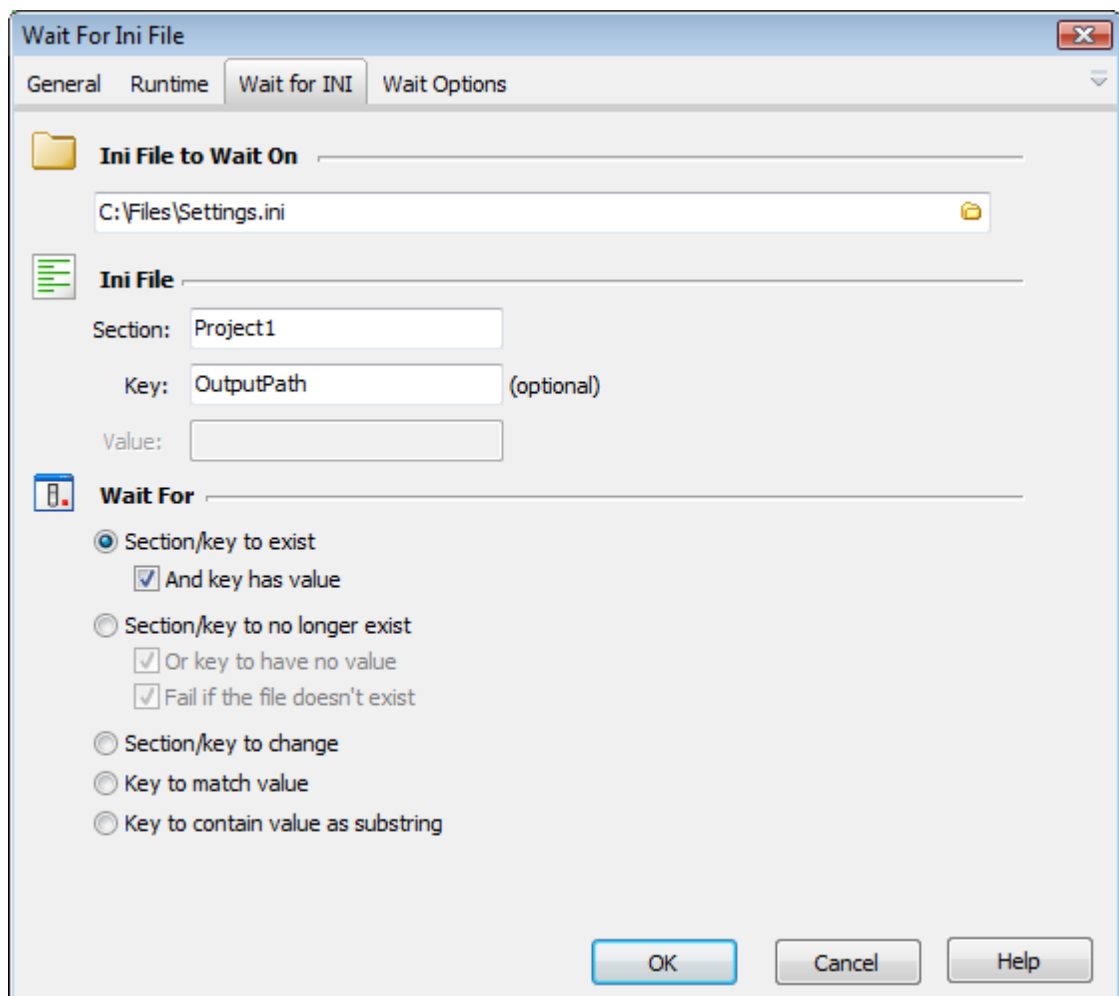 Wait For Ini File
General Runtime Wait for INI Wait Options
Ini File to Wait On
C:\Files\Settings.ini
Ini File
Section: Project1
Key: OutputPath (optional)
Value:
Wait For
Section/key to exist
And key has value
Section/key to no longer exist
Or key to have no value
Fail if the file doesn't exist
Section/key to change
Key to match value
Key to contain value as substring
OK Cancel Help